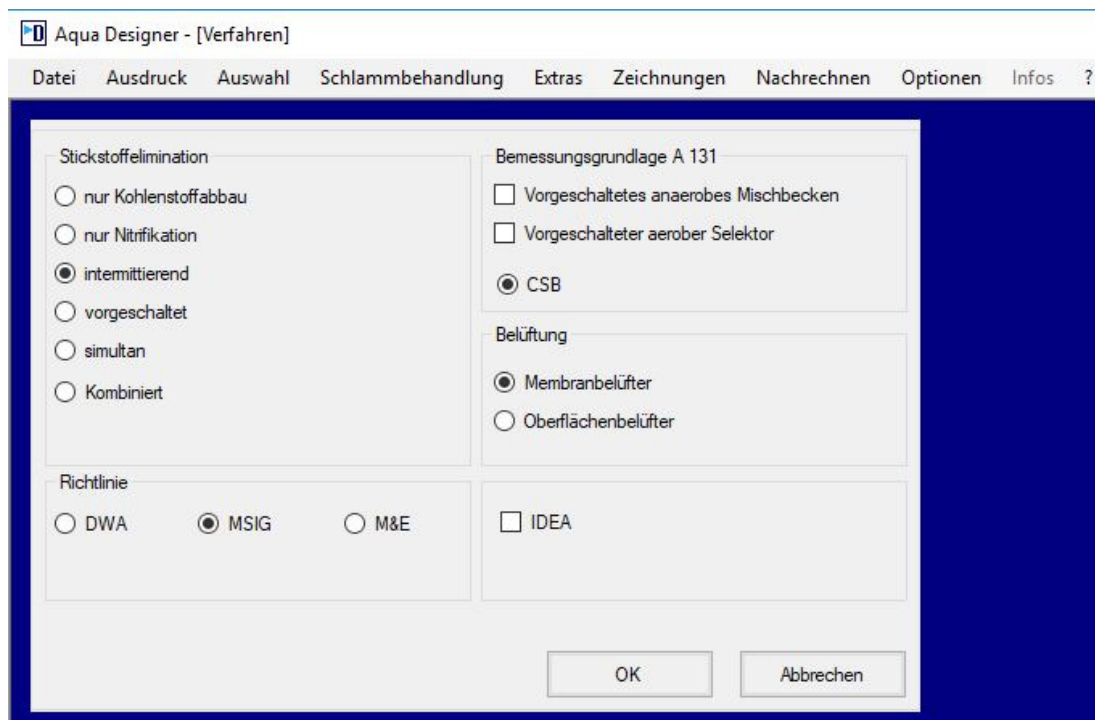 Aqua Designer - [Verfahren]
Datei Ausdruck Auswahl Schlammbehandlung Extras Zeichnungen Nachrechnen Optionen Infos ?
Stickstoffelimination
nur Kohlenstoffabbau
nur Nitrifikation
intermittierend
vorgeschaltet
simultan
Kombiniert
Bemessungsgrundlage A 131
Vorgeschaltetes anaerobes Mischbecken
Vorgeschalteter aerober Selektor
CSB
Belüftung
Membranbelüfter
Oberflächenbelüfter
Richtlinie
DWA MSIG M&E
IDEA
OK Abbrechen